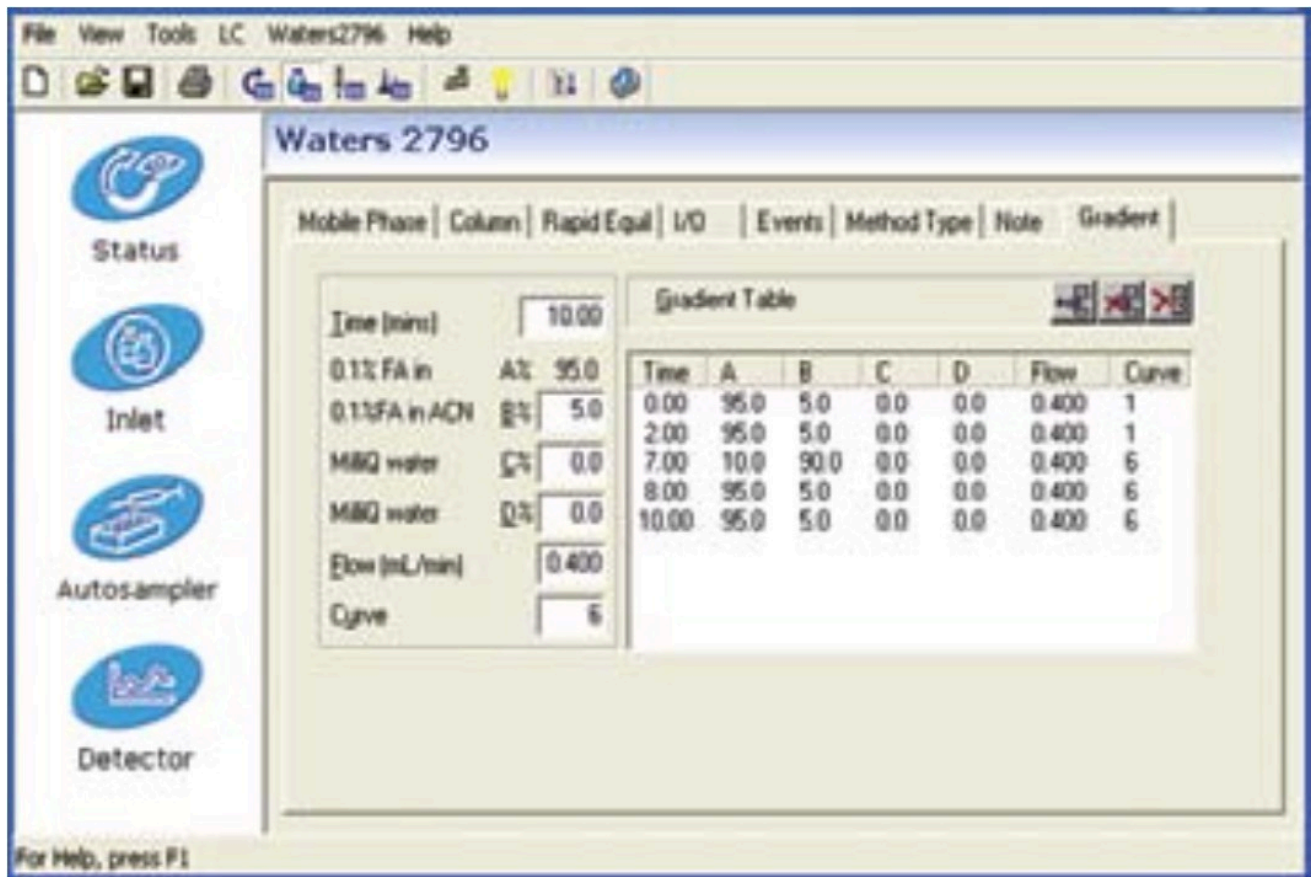 File View Tools LC Waters2796 Help
Waters 2796
Status
Inlet
Autosampler
Detector
Mobile Phase Column Rapid Equil I/O Events Method Type Note Gradient
Time (mins) 10.00
0.1% FA in A% 95.0
0.1%FA in ACN B% 5.0
MilliQ water C% 0.0
MilliQ water D% 0.0
Flow (mL/min) 0.400
Curve 6
Gradient Table
Time A B C D Flow Curve
0.00 95.0 5.0 0.0 0.0 0.400 1
2.00 95.0 5.0 0.0 0.0 0.400 1
7.00 10.0 90.0 0.0 0.0 0.400 6
8.00 95.0 5.0 0.0 0.0 0.400 6
10.00 95.0 5.0 0.0 0.0 0.400 6
For Help, press F1